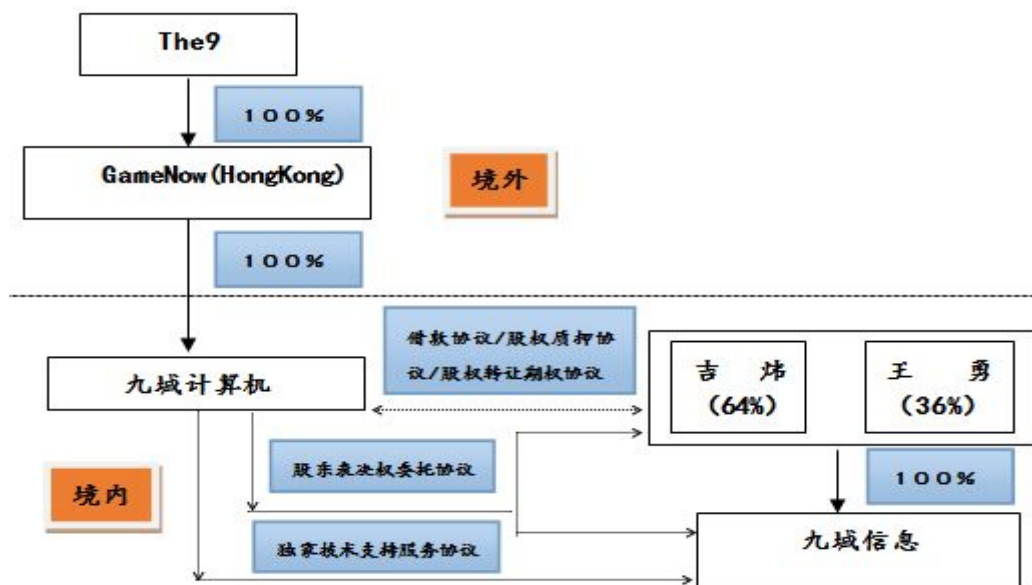 The9
100%
GameNow(HongKong)
境外
100%
借款协议/股权质押协
议/股权转让期权协议
吉 炜
(64%)
王 勇
(36%)
九城计算机
股东表决权委托协议
100%
境内
独家技术支持服务协议
九城信息